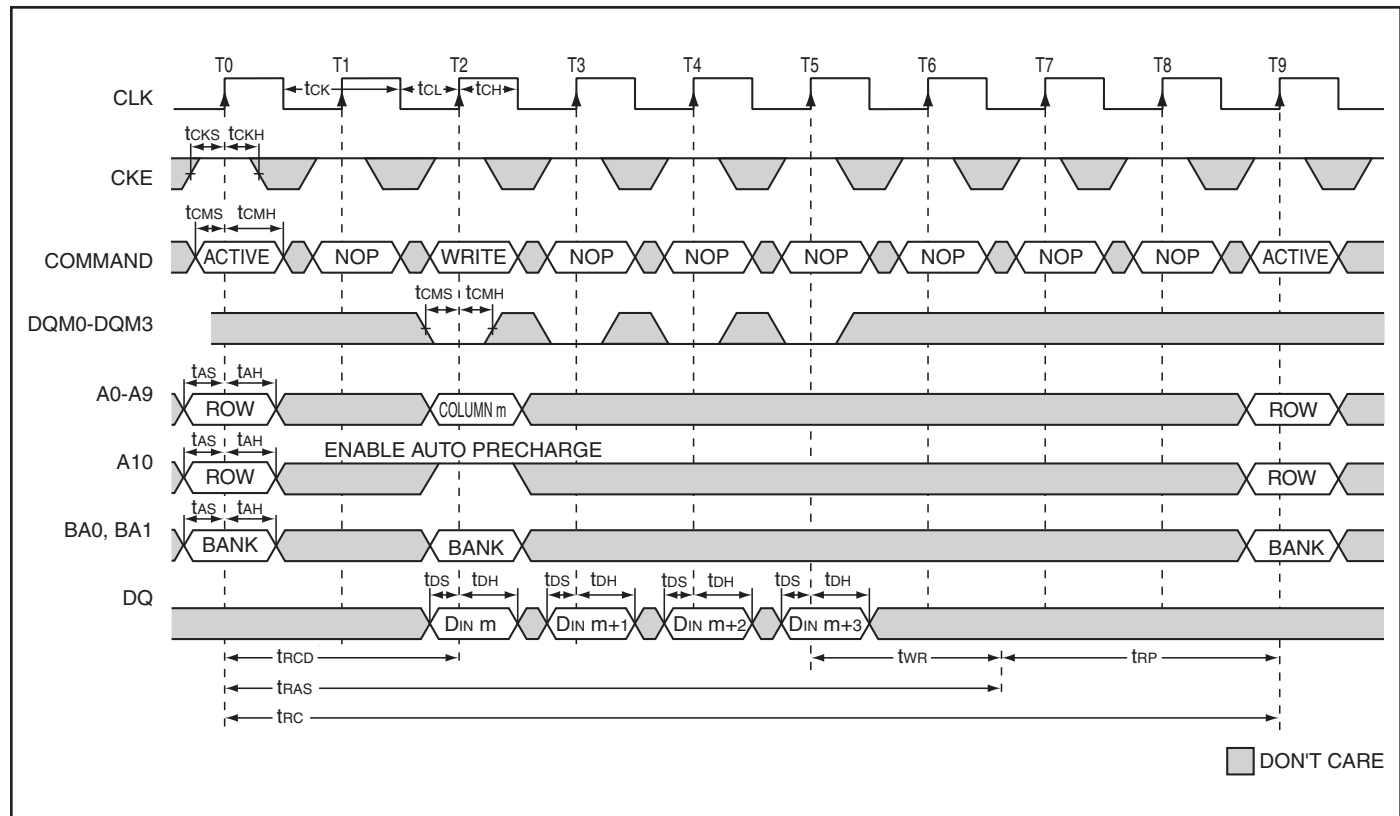 T0 T1 T2 T3 T4 T5 T6 T7 T8 T9
CLK
tCK tCL tCH
tCKS tCKH
CKE
tCMS tCMH
COMMAND
ACTIVE NOP WRITE NOP NOP NOP NOP NOP NOP ACTIVE
tCMS tCMH
DQM0-DQM3
tAS tAH
A0-A9
ROW COLUMN m ROW
tAS tAH
ENABLE AUTO PRECHARGE
A10
ROW ROW
tAS tAH
BA0, BA1
BANK BANK BANK
tDS tDH tDS tDH tDS tDH tDS tDH
DQ
DIN m DIN m+1 DIN m+2 DIN m+3
tRCD tWR tRP
tRAS
tRC
DON'T CARE